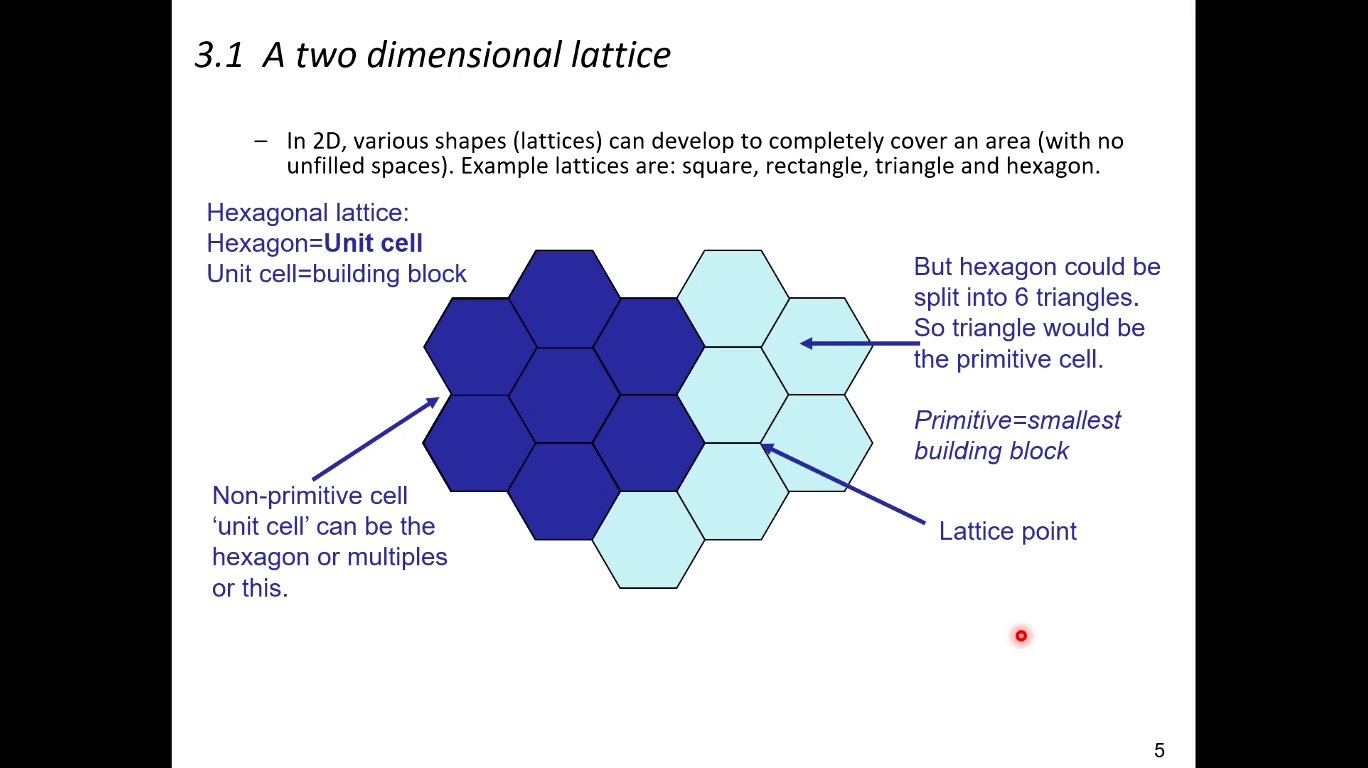 3.1 A two dimensional lattice
– In 2D, various shapes (lattices) can develop to completely cover an area (with no
unfilled spaces). Example lattices are: square, rectangle, triangle and hexagon.
Hexagonal lattice:
Hexagon=Unit cell
Unit cell=building block
But hexagon could be
split into 6 triangles.
So triangle would be
the primitive cell.
Primitive=smallest
building block
Non-primitive cell
‘unit cell’ can be the
hexagon or multiples
or this.
Lattice point
5